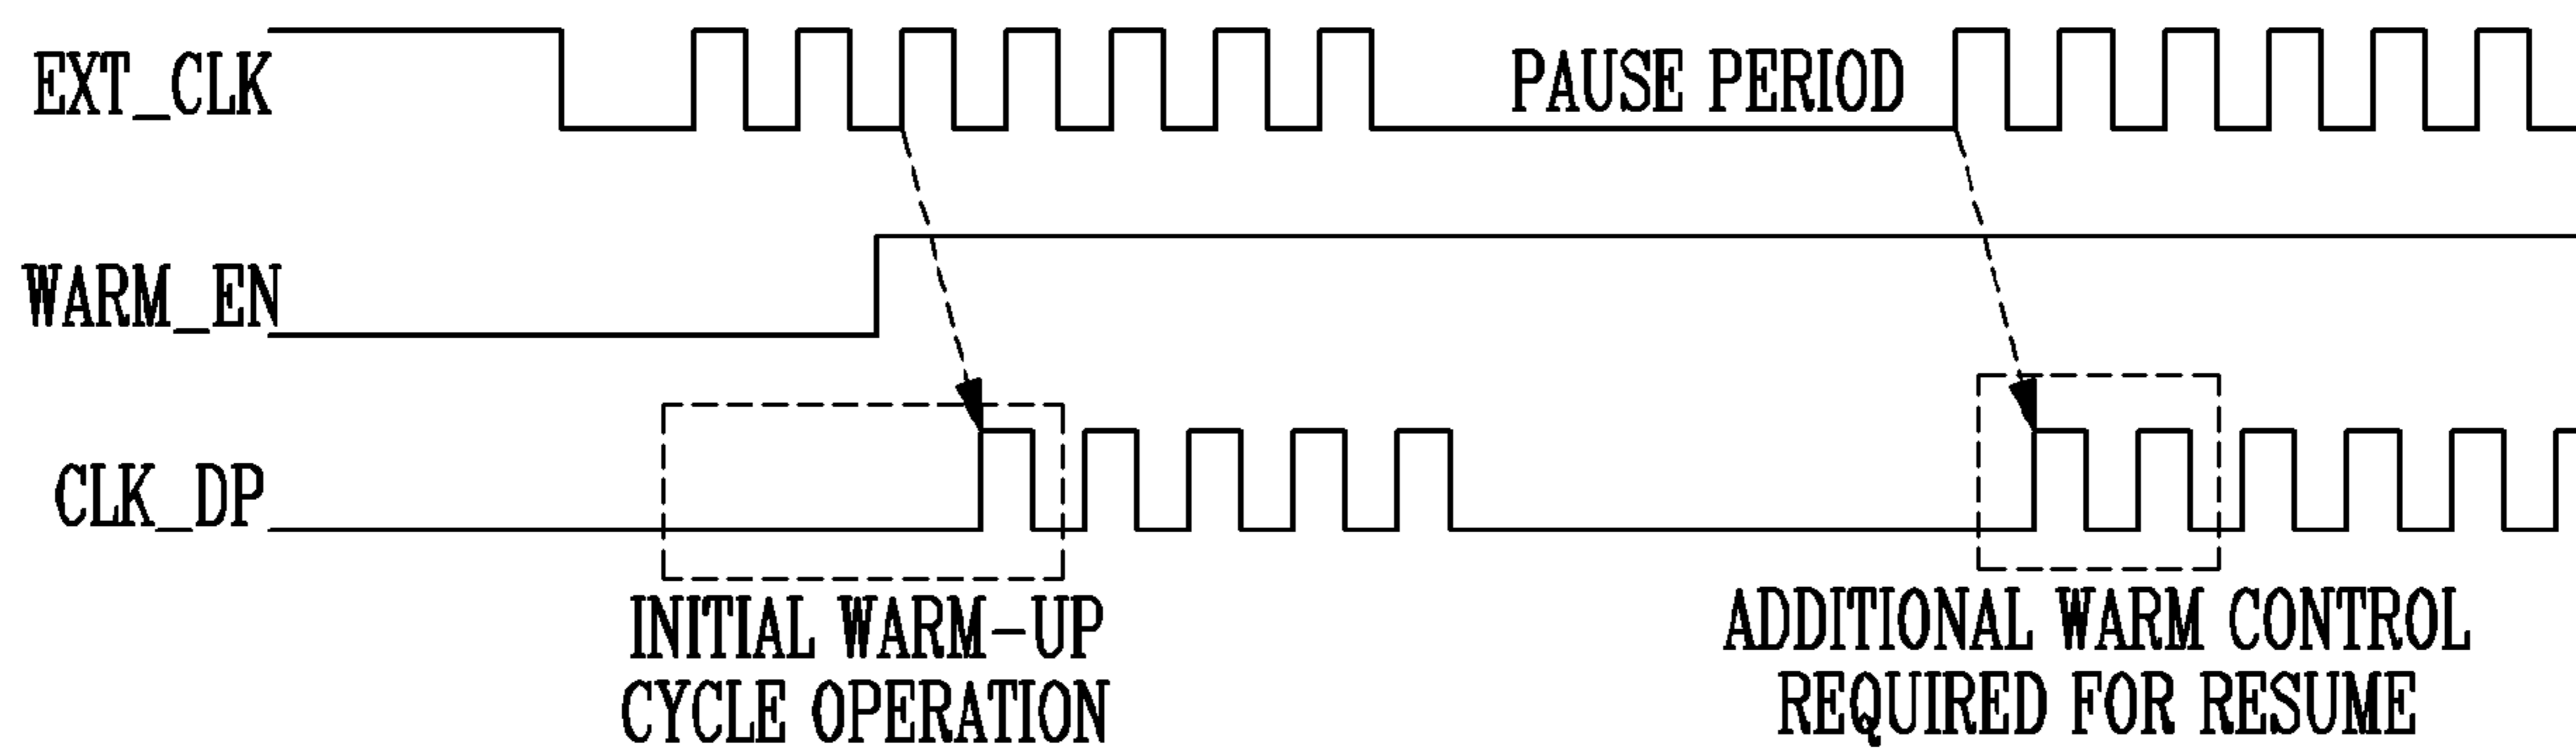 EXT_CLK
PAUSE PERIOD
WARM_EN
CLK_DP
INITIAL WARM-UP
CYCLE OPERATION
ADDITIONAL WARM CONTROL
REQUIRED FOR RESUME